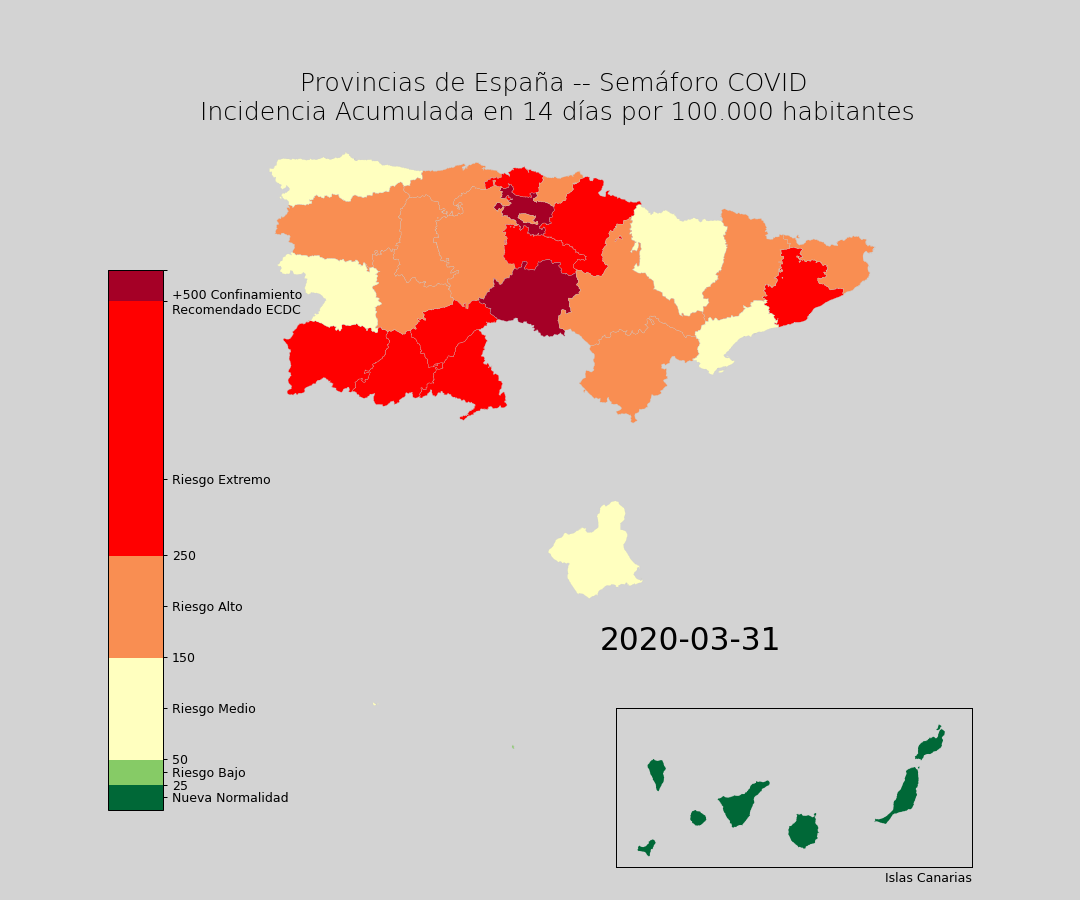 Provincias de España -- Semáforo COVID
Incidencia Acumulada en 14 días por 100.000 habitantes
+500 Confinamiento
Recomendado ECDC
Riesgo Extremo
250
Riesgo Alto
150
Riesgo Medio
50
Riesgo Bajo
25
Nueva Normalidad
2020-03-31
Islas Canarias